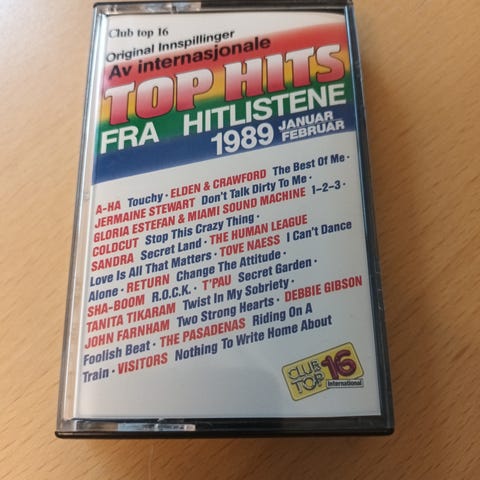 Club top 16
Original Innspillinger
Av internasjonale
TOP HITS
FRA HITLISTENE
1989 JANUAR
FEBRUAR
A-HA Touchy · ELDEN & CRAWFORD The Best Of Me ·
JERMAINE STEWART Don't Talk Dirty To Me ·
GLORIA ESTEFAN & MIAMI SOUND MACHINE 1-2-3 ·
COLDCUT Stop This Crazy Thing ·
SANDRA Secret Land · THE HUMAN LEAGUE
Love Is All That Matters · TOVE NAESS I Can't Dance
Alone · RETURN Change The Attitude ·
SHA-BOOM R.O.C.K. · T'PAU Secret Garden ·
TANITA TIKARAM Twist In My Sobriety ·
JOHN FARNHAM Two Strong Hearts · DEBBIE GIBSON
Foolish Beat · THE PASADENAS Riding On A
Train · VISITORS Nothing To Write Home About
CLUB
TOP 16
International